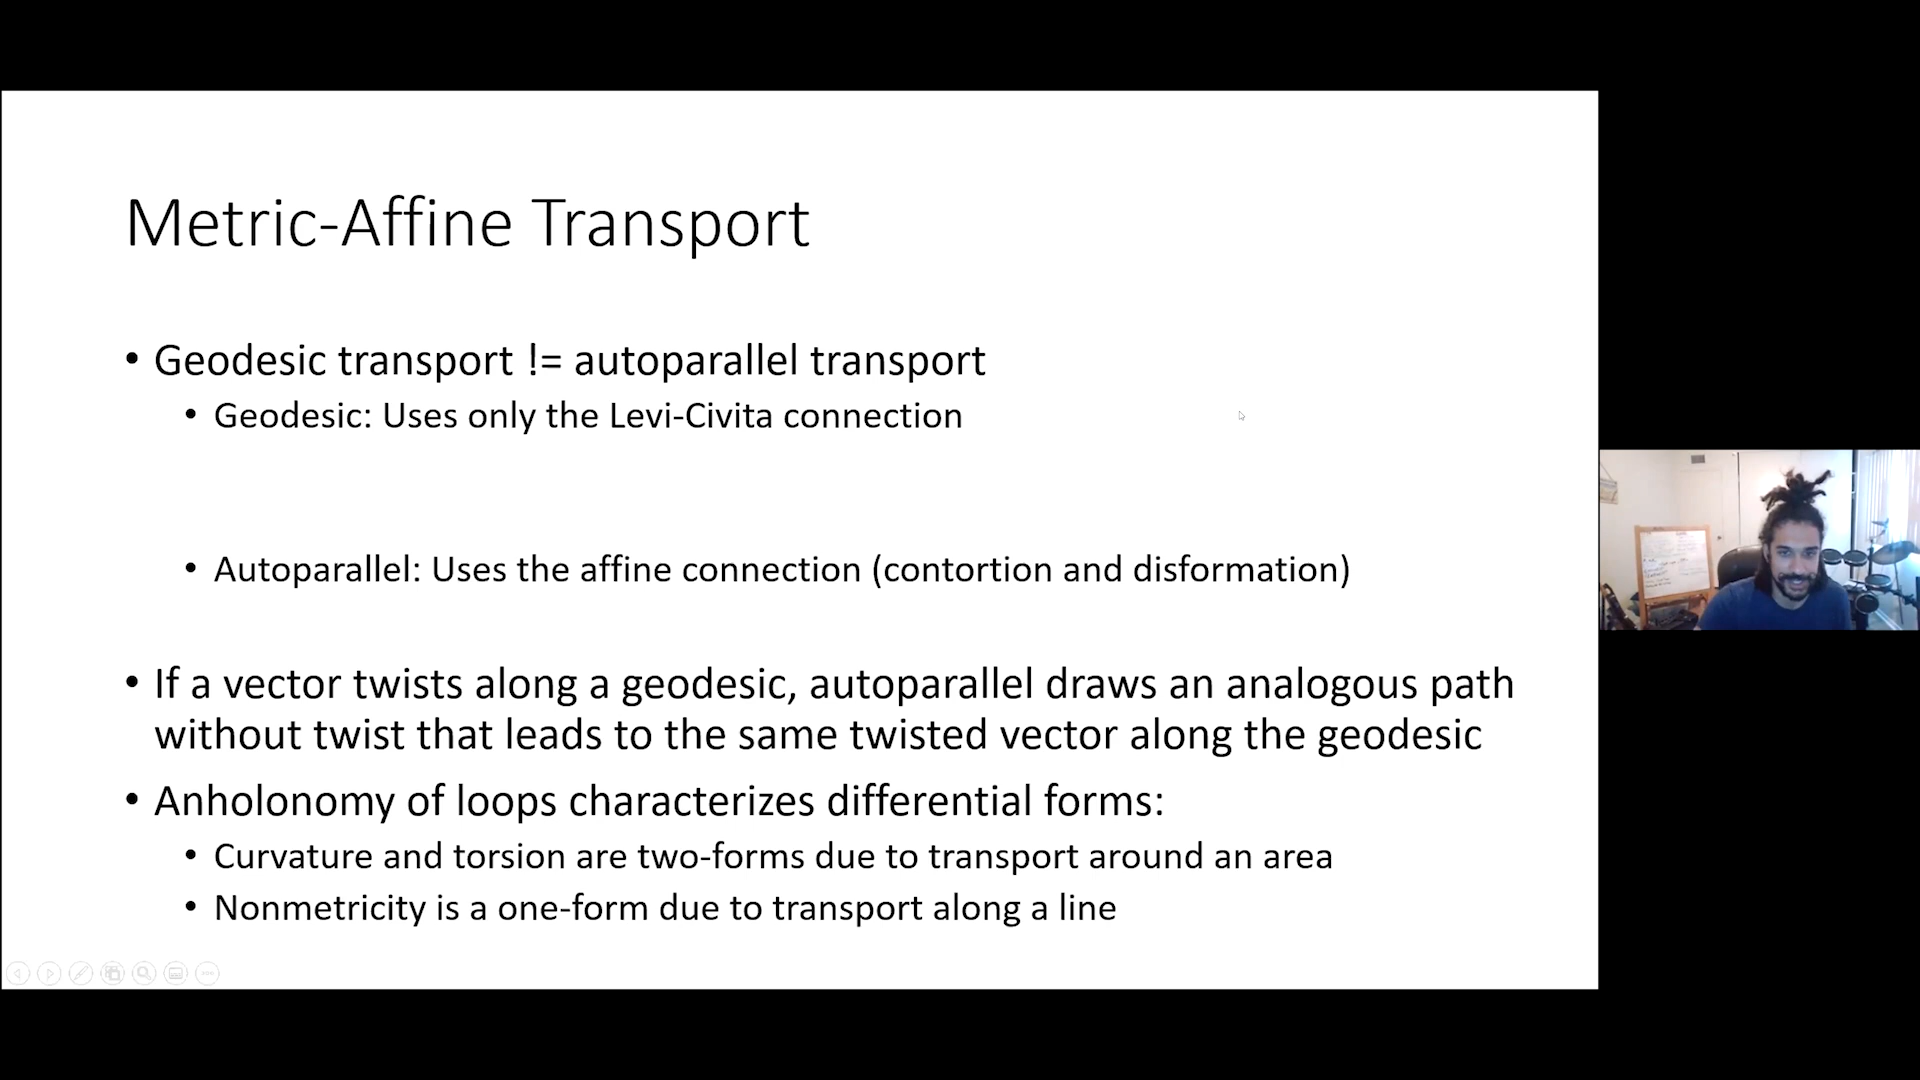 Metric-Affine Transport
• Geodesic transport != autoparallel transport
• Geodesic: Uses only the Levi-Civita connection
• Autoparallel: Uses the affine connection (contortion and disformation)
• If a vector twists along a geodesic, autoparallel draws an analogous path
without twist that leads to the same twisted vector along the geodesic
• Anholonomy of loops characterizes differential forms:
• Curvature and torsion are two-forms due to transport around an area
• Nonmetricity is a one-form due to transport along a line